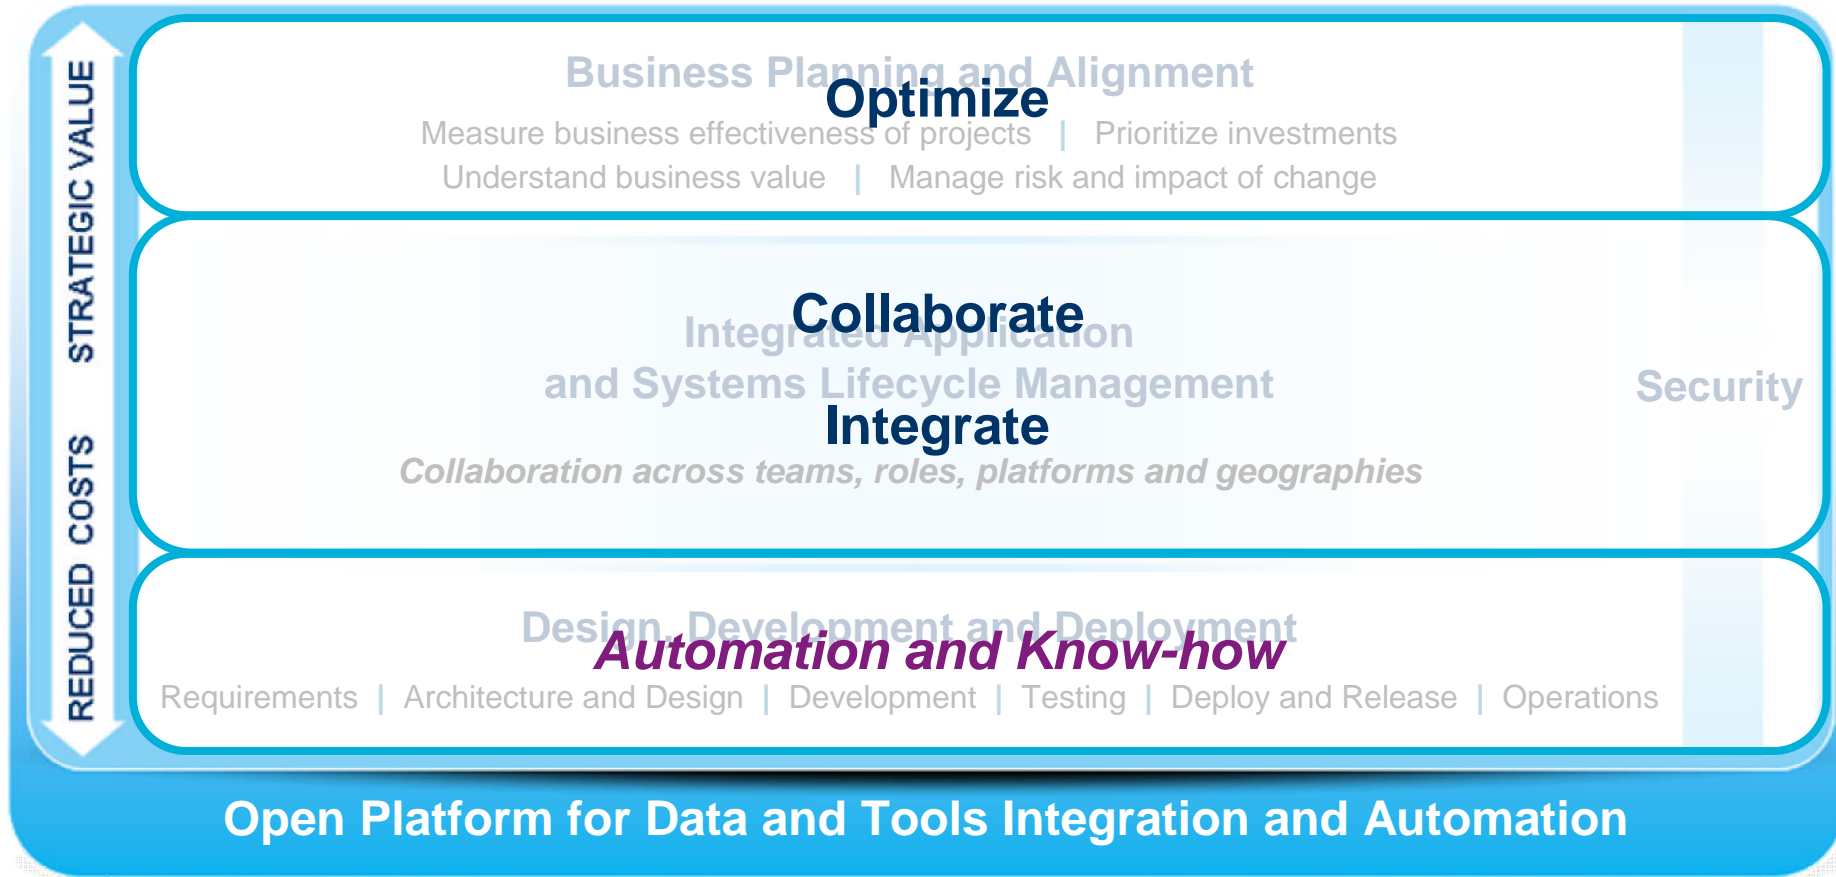 STRATEGIC VALUE
REDUCED COSTS
Business Planning and Alignment
Optimize
Measure business effectiveness of projects | Prioritize investments
Understand business value | Manage risk and impact of change
Collaborate
Integrated Application
and Systems Lifecycle Management
Security
Integrate
Collaboration across teams, roles, platforms and geographies
Design, Development and Deployment
Automation and Know-how
Requirements | Architecture and Design | Development | Testing | Deploy and Release | Operations
Open Platform for Data and Tools Integration and Automation